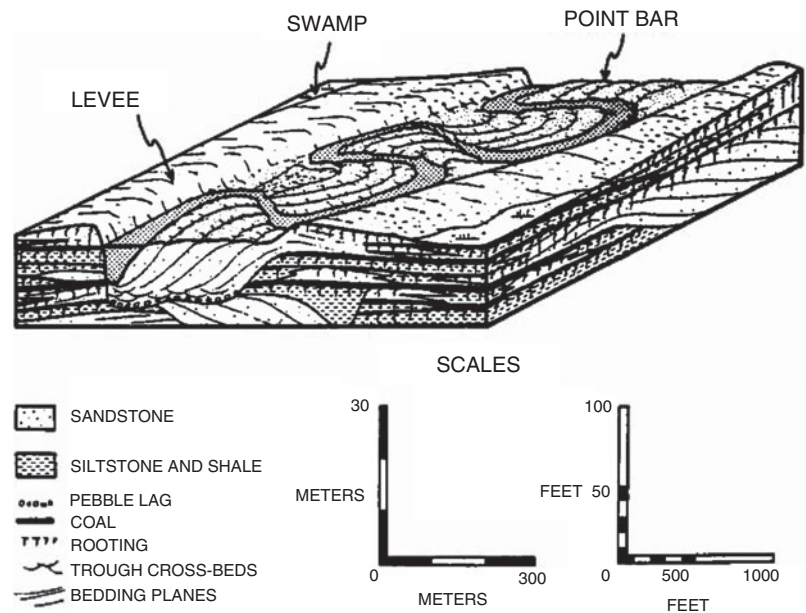 SWAMP
POINT BAR
LEVEE
SCALES
SANDSTONE
SILTSTONE AND SHALE
PEBBLE LAG
COAL
ROOTING
TROUGH CROSS-BEDS
BEDDING PLANES
30
METERS
0
300
METERS
100
FEET
50
0
500
1000
FEET